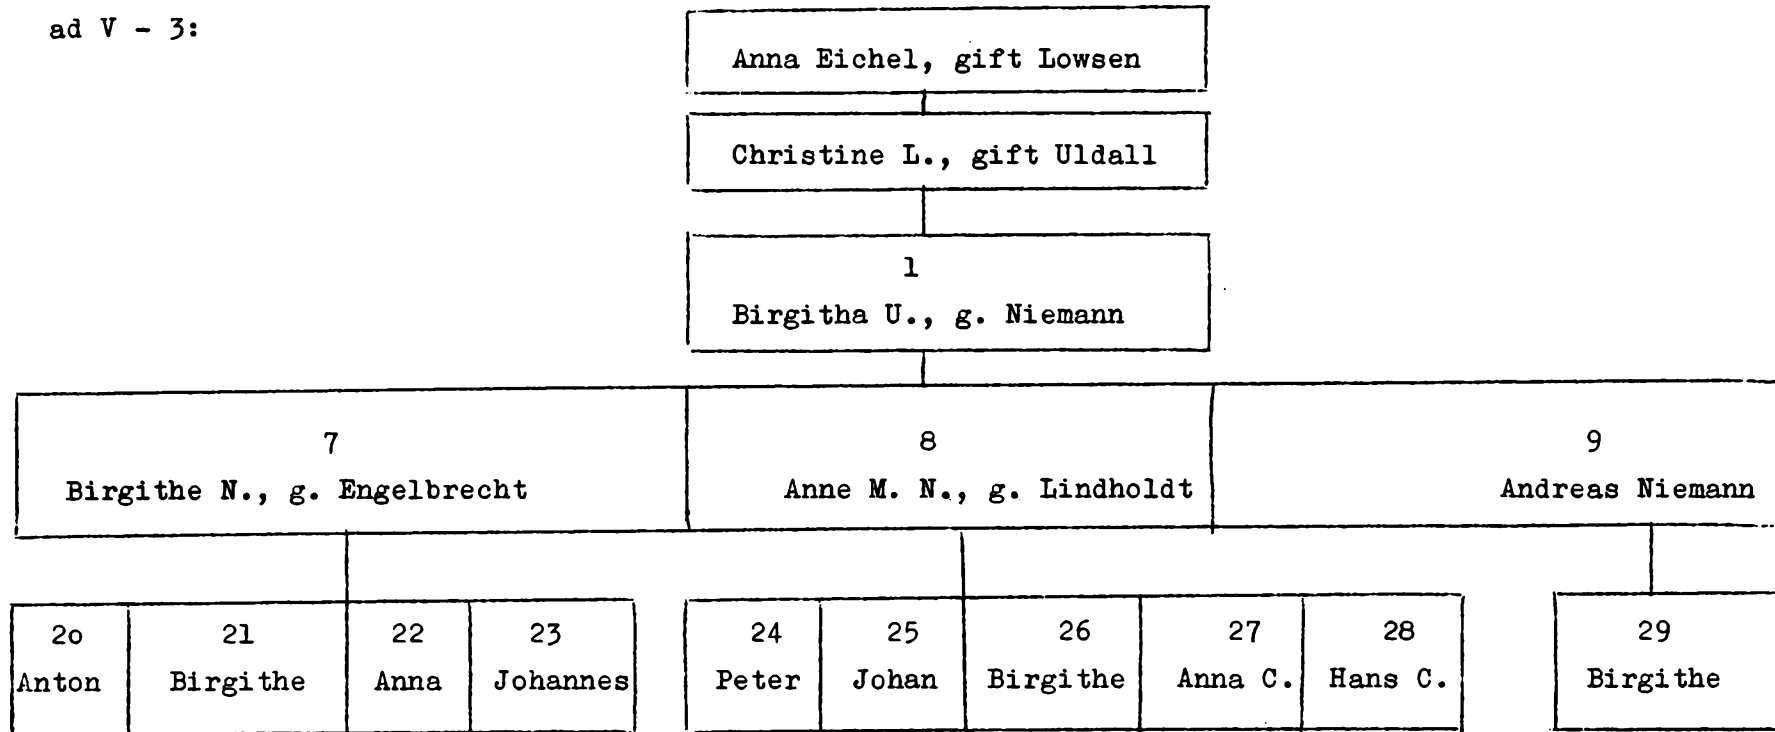 ad V - 3:
Anna Eichel, gift Lowsen
Christine L., gift Uldall
1
Birgitha U., g. Niemann
7 8 9
Birgithe N., g. Engelbrecht Anne M. N., g. Lindholdt Andreas Niemann
2o 21 22 23 24 25 26 27 28 29
Anton Birgithe Anna Johannes Peter Johan Birgithe Anna C. Hans C. Birgithe